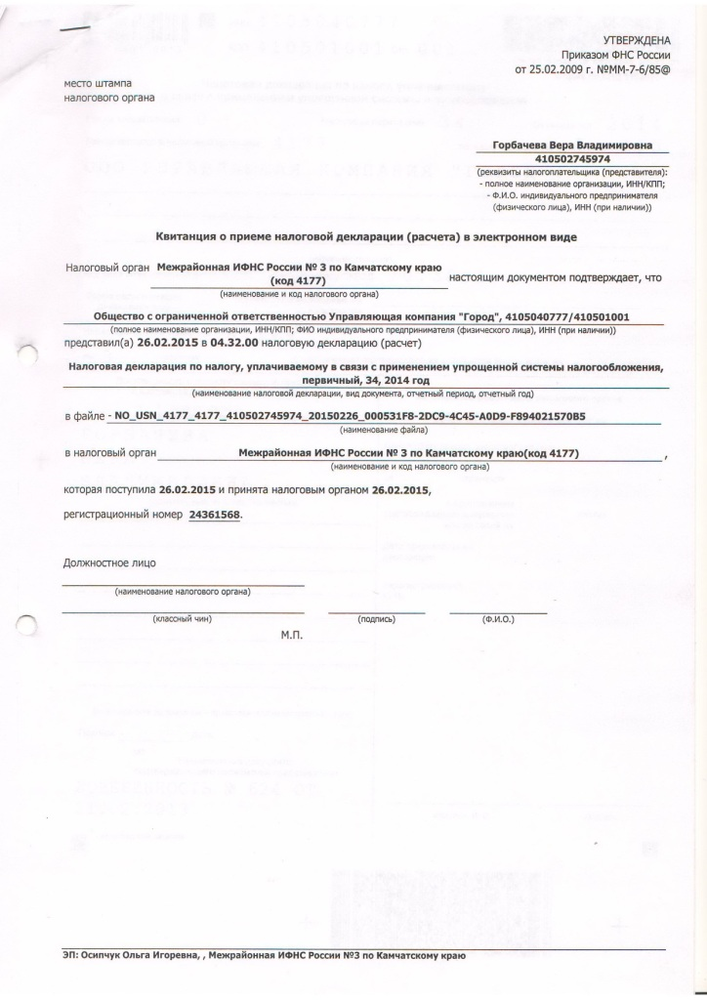 УТВЕРЖДЕНА
Приказом ФНС России
от 25.02.2009 г. №ММ-7-6/85@
место штампа
налогового органа
Горбачева Вера Владимировна
410502745974
(реквизиты налогоплательщика (представителя):
- полное наименование организации, ИНН/КПП;
- Ф.И.О. индивидуального предпринимателя
(физического лица), ИНН (при наличии))
Квитанция о приеме налоговой декларации (расчета) в электронном виде
Налоговый орган Межрайонная ИФНС России № 3 по Камчатскому краю
(код 4177) настоящим документом подтверждает, что
(наименование и код налогового органа)
Общество с ограниченной ответственностью Управляющая компания "Город", 4105040777/410501001
(полное наименование организации, ИНН/КПП; ФИО индивидуального предпринимателя (физического лица), ИНН (при наличии))
представил(а) 26.02.2015 в 04.32.00 налоговую декларацию (расчет)
Налоговая декларация по налогу, уплачиваемому в связи с применением упрощенной системы налогообложения,
первичный, 34, 2014 год
(наименование налоговой декларации, вид документа, отчетный период, отчетный год)
в файле - NO_USN_4177_4177_410502745974_20150226_000531F8-2DC9-4C45-A0D9-F894021570B5
(наименование файла)
в налоговый орган Межрайонная ИФНС России № 3 по Камчатскому краю(код 4177) ,
(наименование и код налогового органа)
которая поступила 26.02.2015 и принята налоговым органом 26.02.2015,
регистрационный номер 24361568.
Должностное лицо
(наименование налогового органа)
(классный чин) (подпись) (Ф.И.О.)
М.П.
ЭП: Осипчук Ольга Игоревна, , Межрайонная ИФНС России №3 по Камчатскому краю